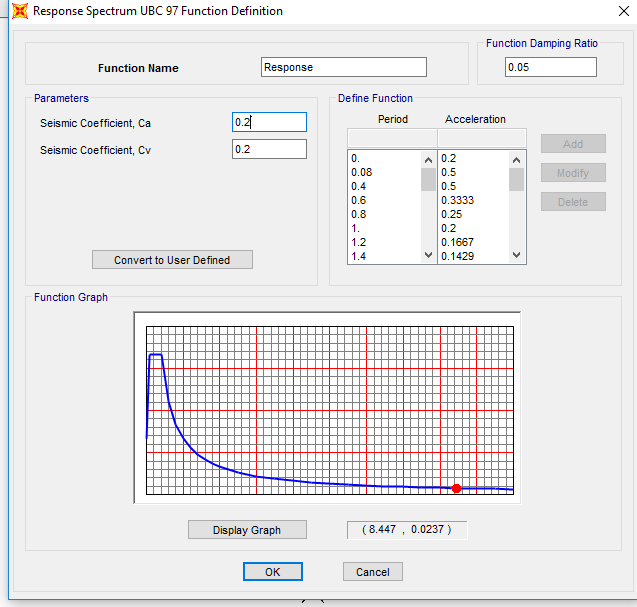 Response Spectrum UBC 97 Function Definition
Function Damping Ratio
Function Name
Response
0.05
Parameters
Seismic Coefficient, Ca
0.2
Seismic Coefficient, Cv
0.2
Convert to User Defined
Define Function
Period Acceleration
0. 0.2
0.08 0.5
0.4 0.5
0.6 0.3333
0.8 0.25
1. 0.2
1.2 0.1667
1.4 0.1429
Add
Modify
Delete
Function Graph
Display Graph
( 8.447 , 0.0237 )
OK
Cancel